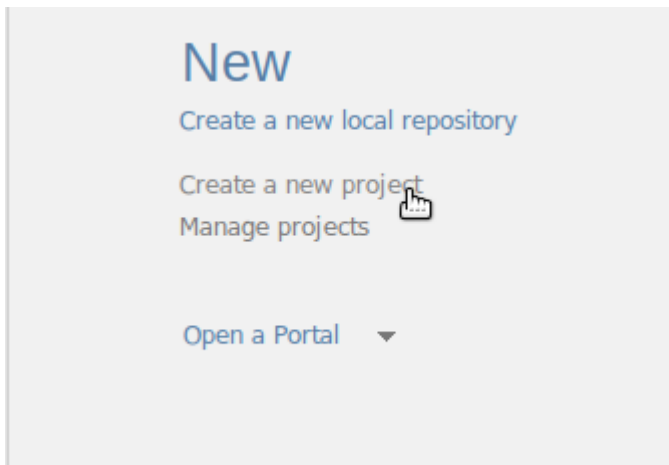 New
Create a new local repository
Create a new project
Manage projects
Open a Portal